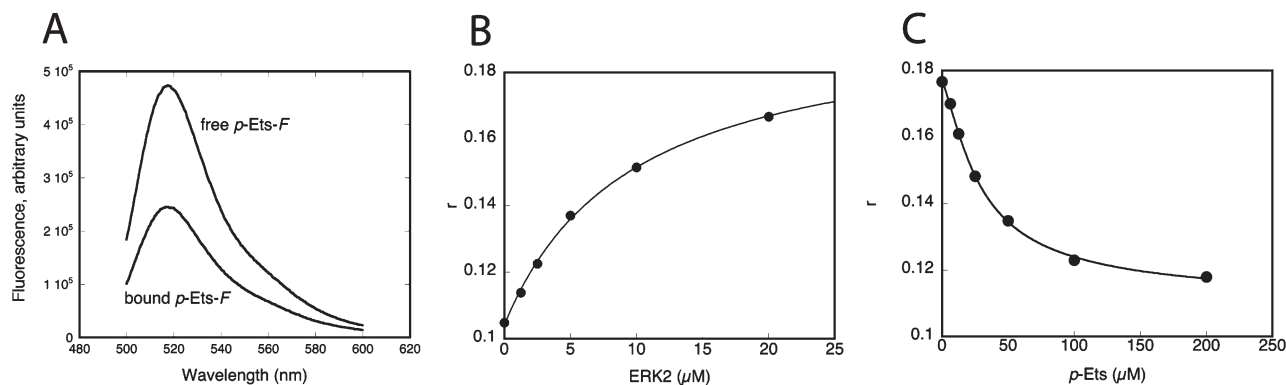 A
Fluorescence, arbitrary units
5 10⁵
4 10⁵
3 10⁵
2 10⁵
1 10⁵
0
480 500 520 540 560 580 600 620
Wavelength (nm)
free p-Ets-F
bound p-Ets-F
B
r
0.18
0.16
0.14
0.12
0.1
0 5 10 15 20 25
ERK2 (μM)
C
r
0.18
0.16
0.14
0.12
0.1
0 50 100 150 200 250
p-Ets (μM)